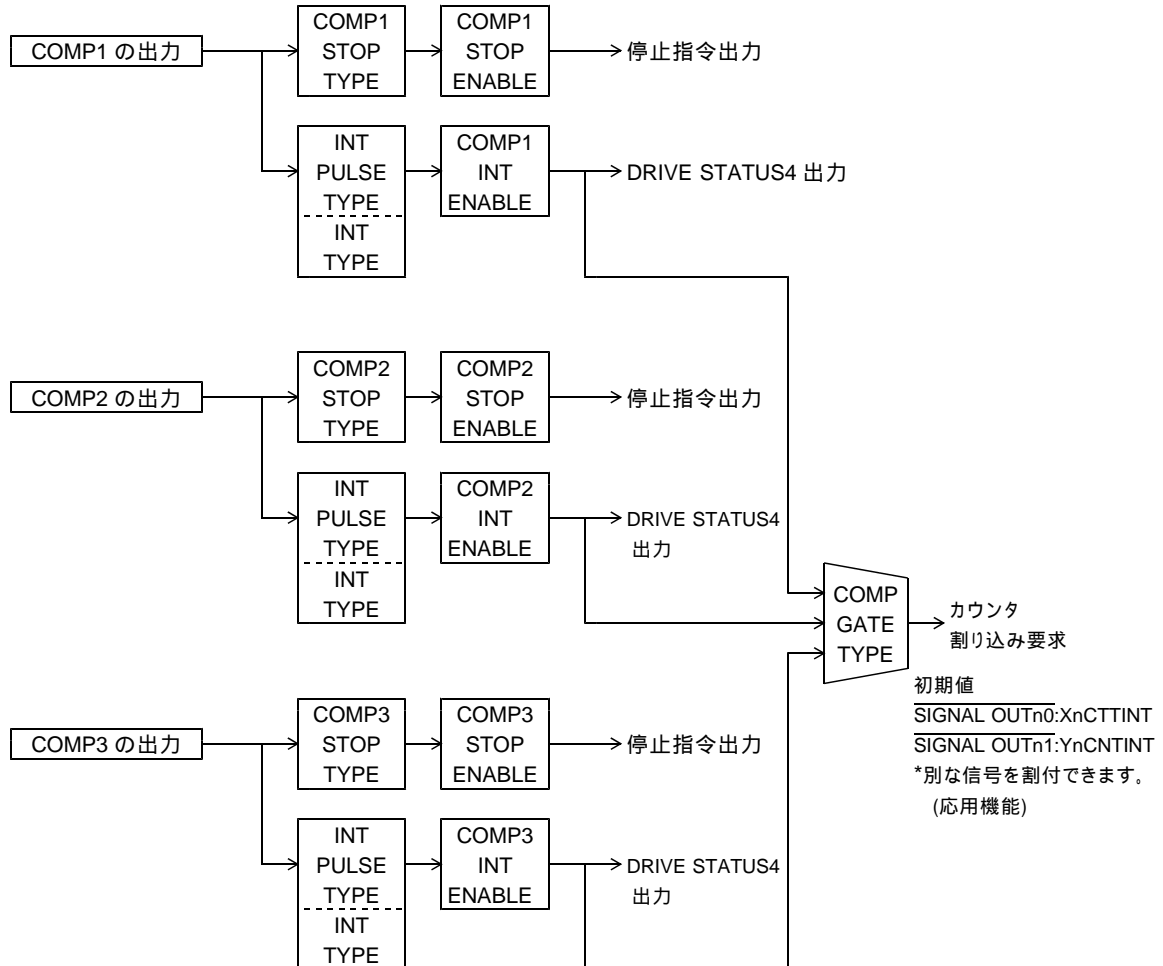 COMP1 の出力
COMP1
STOP
TYPE
COMP1
STOP
ENABLE
停止指令出力
INT
PULSE
TYPE
INT
TYPE
COMP1
INT
ENABLE
DRIVE STATUS4 出力
COMP2 の出力
COMP2
STOP
TYPE
COMP2
STOP
ENABLE
停止指令出力
INT
PULSE
TYPE
INT
TYPE
COMP2
INT
ENABLE
DRIVE STATUS4
出力
COMP
GATE
TYPE
カウンタ
割り込み要求
初期値
SIGNAL OUTn0:XnCTTINT
SIGNAL OUTn1:YnCNTINT
*別な信号を割付できます。
(応用機能)
COMP3 の出力
COMP3
STOP
TYPE
COMP3
STOP
ENABLE
停止指令出力
INT
PULSE
TYPE
INT
TYPE
COMP3
INT
ENABLE
DRIVE STATUS4
出力